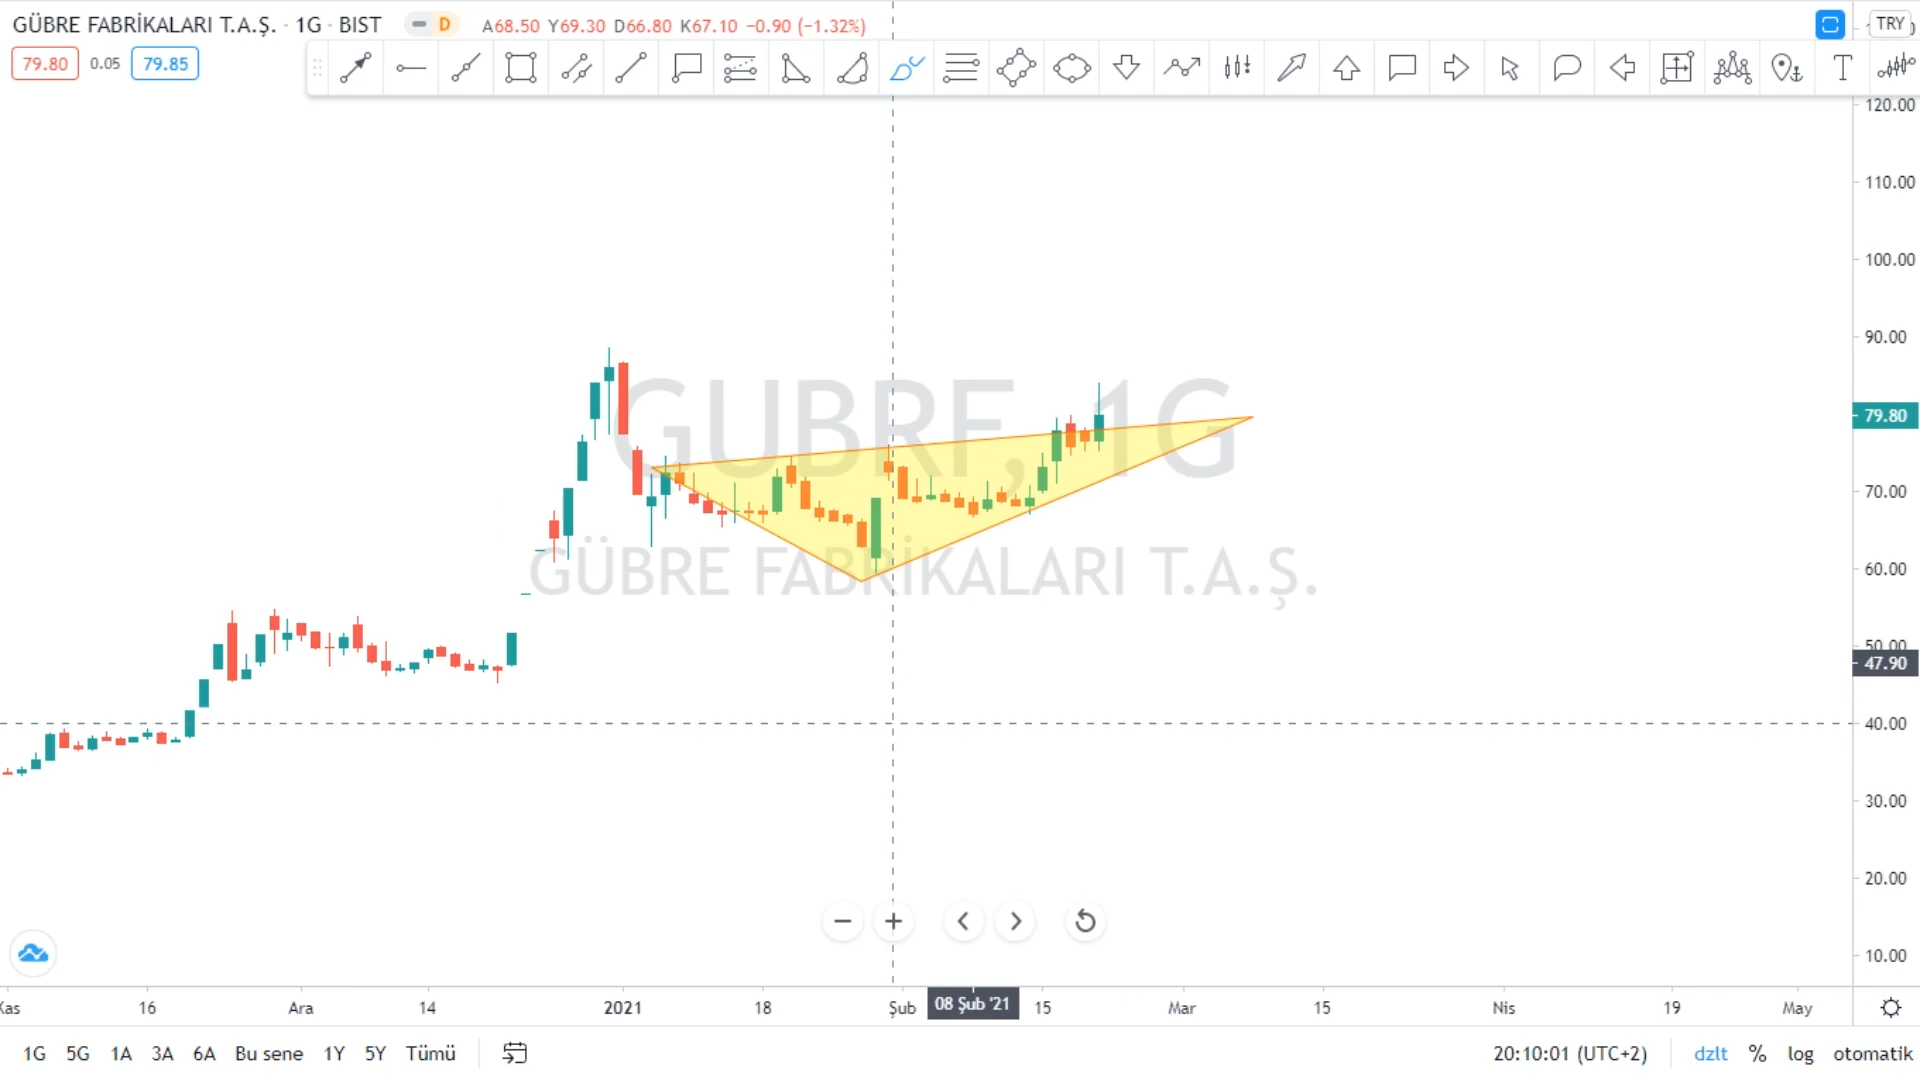 GÜBRE FABRİKALARI T.A.Ş. · 1G · BIST D A68.50 Y69.30 D66.80 K67.10 −0.90 (−1.32%) TRY
79.80 0.05 79.85
T
120.00
110.00
100.00
90.00
GUBRF, 1G
79.80
70.00
GÜBRE FABRİKALARI T.A.Ş.
60.00
50.00
47.90
40.00
30.00
20.00
10.00
Kas 16 Ara 14 2021 18 Şub 08 Şub '21 15 Mar 15 Nis 19 May
1G 5G 1A 3A 6A Bu sene 1Y 5Y Tümü 20:10:01 (UTC+2) dzlt % log otomatik